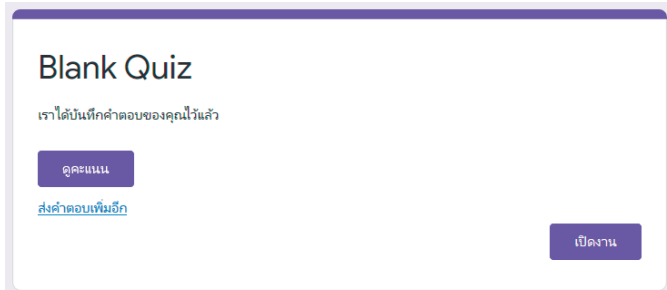 Blank Quiz
เราได้บันทึกคำตอบของคุณไว้แล้ว
ดูคะแนน
ส่งคำตอบเพิ่มอีก
เปิดงาน